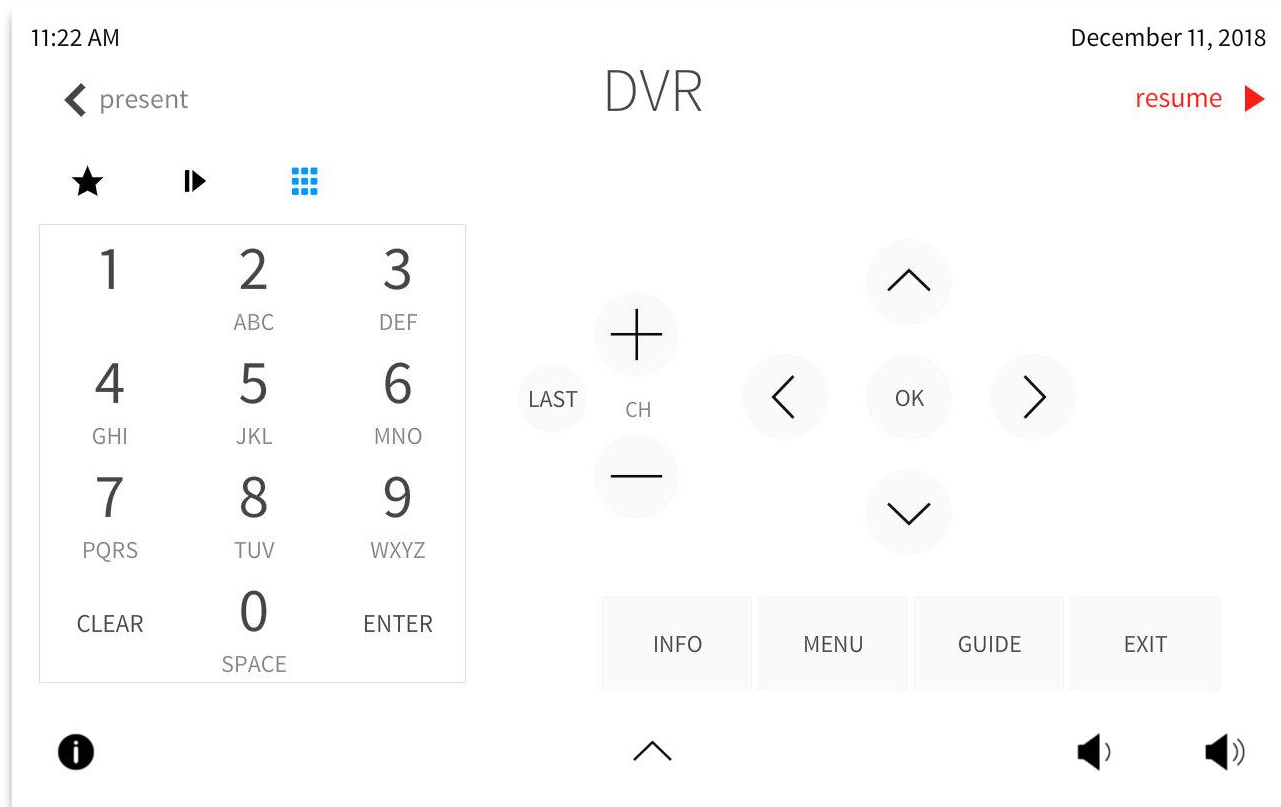 11:22 AM
December 11, 2018
present
DVR
resume
1
2
3
ABC
DEF
4
5
6
GHI
JKL
MNO
7
8
9
PQRS
TUV
WXYZ
CLEAR
0
ENTER
SPACE
LAST
CH
OK
INFO
MENU
GUIDE
EXIT